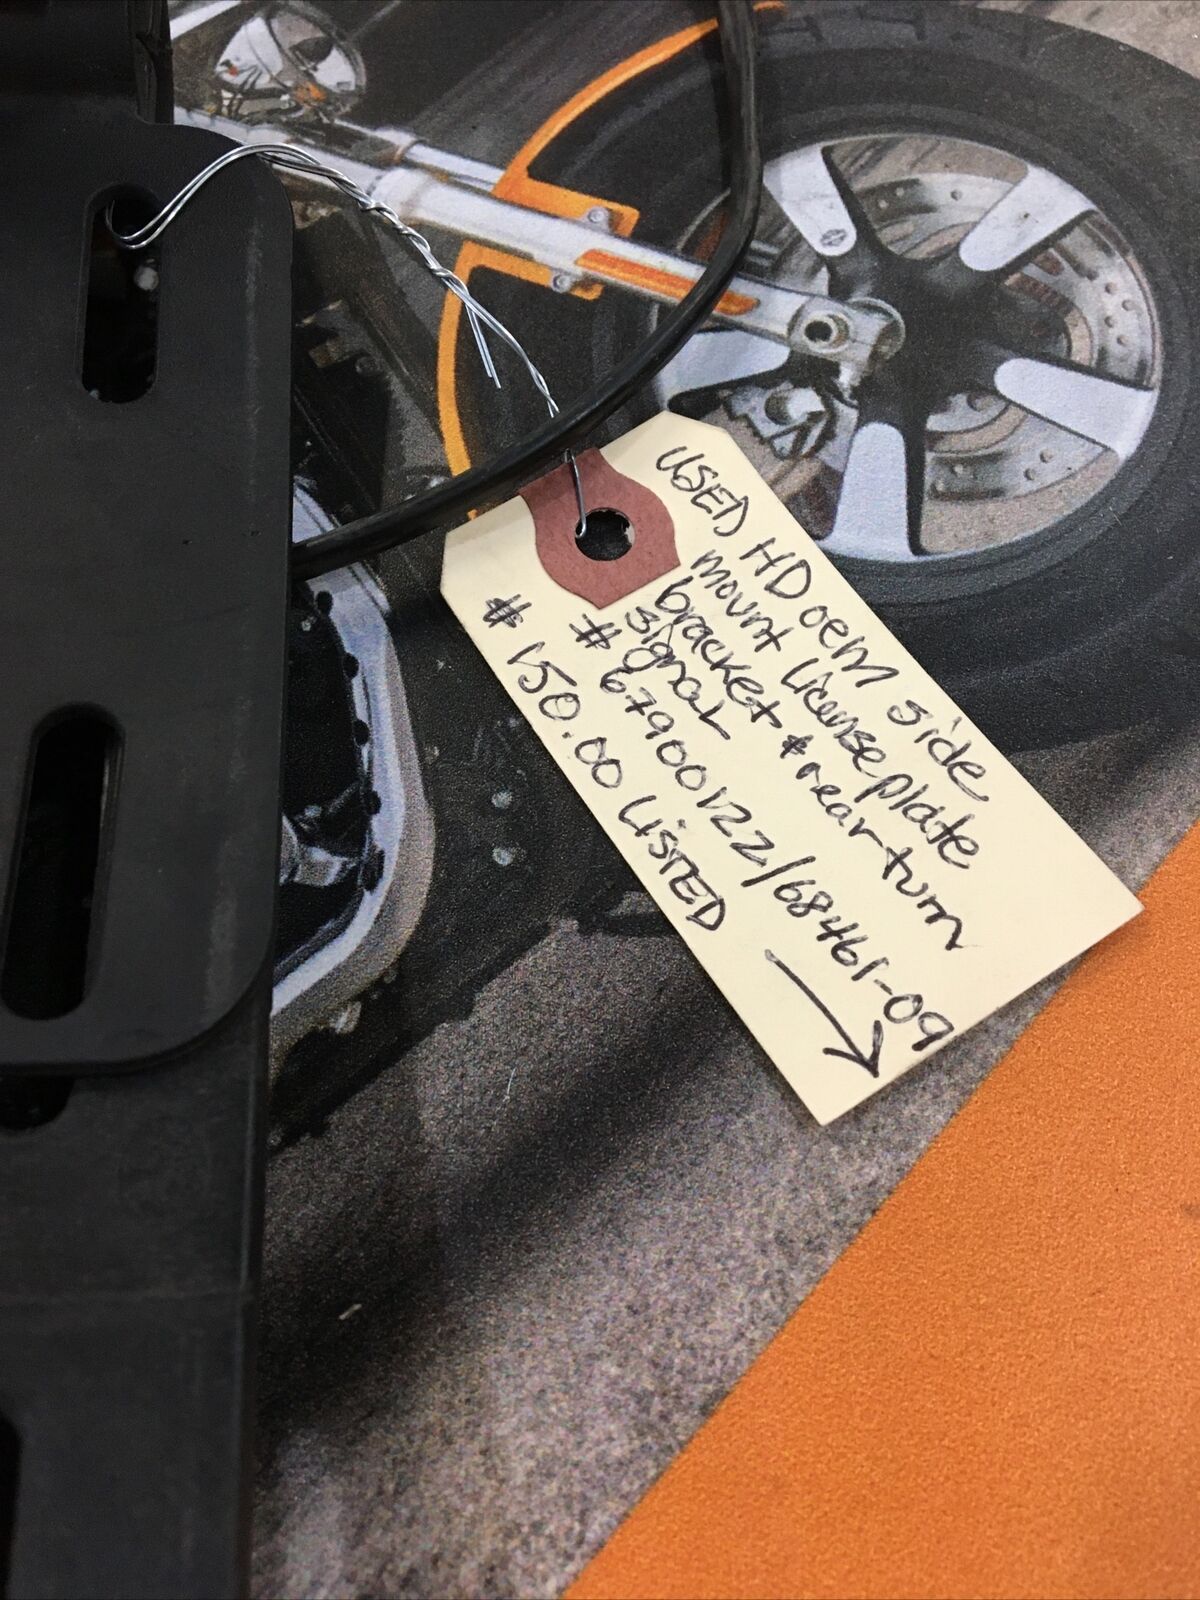 USED HD oem side
mount license plate
bracket & rear turn
signal
# 67900122/68461-09
# 150.00 LISTED →